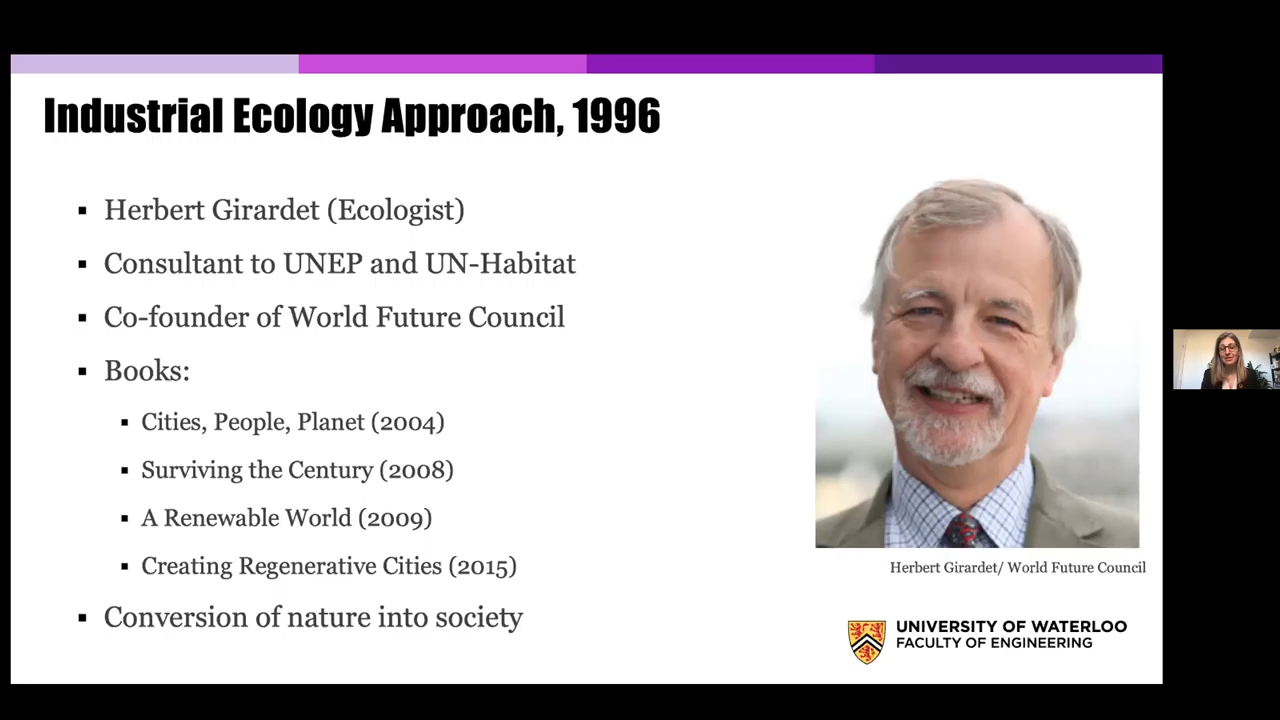 Industrial Ecology Approach, 1996
▪ Herbert Girardet (Ecologist)
▪ Consultant to UNEP and UN-Habitat
▪ Co-founder of World Future Council
▪ Books:
▪ Cities, People, Planet (2004)
▪ Surviving the Century (2008)
▪ A Renewable World (2009)
▪ Creating Regenerative Cities (2015)
▪ Conversion of nature into society
Herbert Girardet/ World Future Council
UNIVERSITY OF WATERLOO
FACULTY OF ENGINEERING